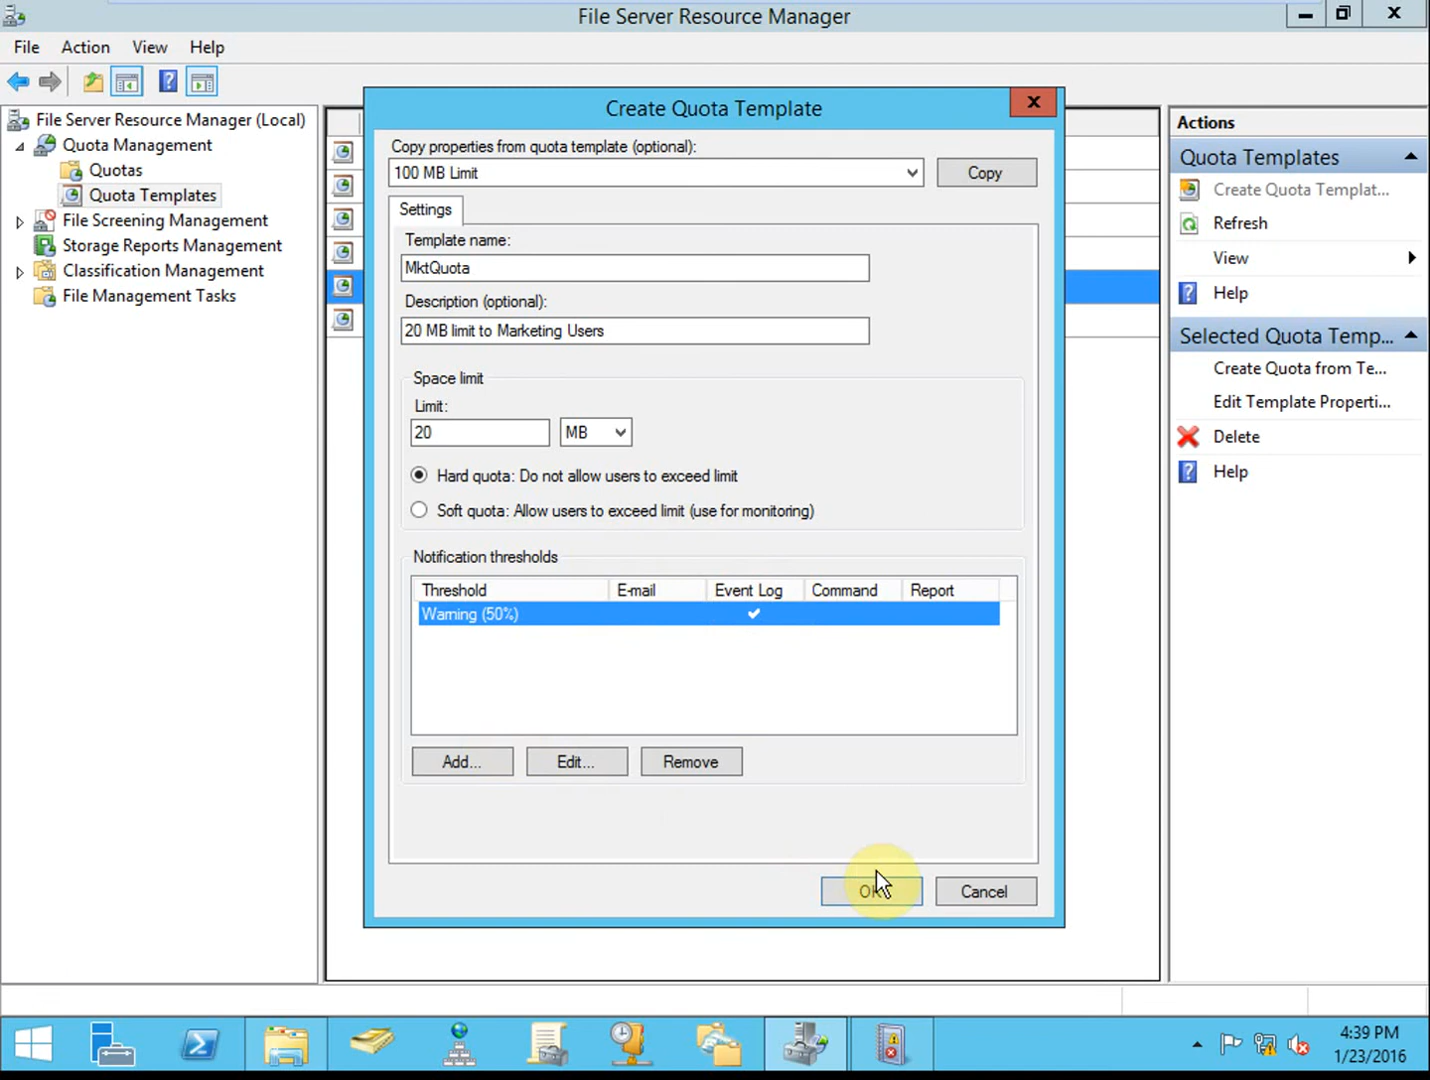 File Server Resource Manager
File Action View Help
File Server Resource Manager (Local)
Quota Management
Quotas
Quota Templates
File Screening Management
Storage Reports Management
Classification Management
File Management Tasks
Create Quota Template
Copy properties from quota template (optional):
100 MB Limit
Copy
Settings
Template name:
MktQuota
Description (optional):
20 MB limit to Marketing Users
Space limit
Limit:
20 MB
Hard quota: Do not allow users to exceed limit
Soft quota: Allow users to exceed limit (use for monitoring)
Notification thresholds
Threshold E-mail Event Log Command Report
Warning (50%)
Add... Edit... Remove
OK Cancel
Actions
Quota Templates
Create Quota Templat...
Refresh
View
Help
Selected Quota Temp...
Create Quota from Te...
Edit Template Properti...
Delete
Help
4:39 PM
1/23/2016